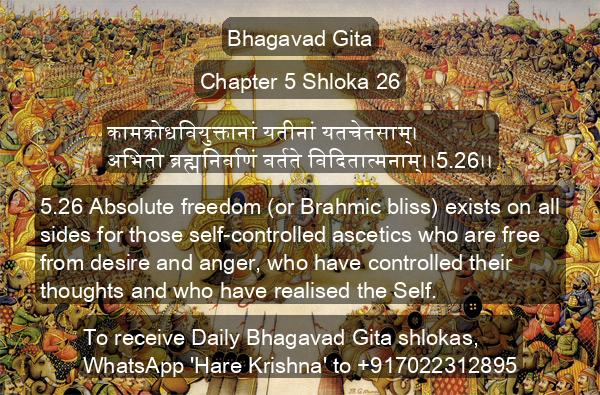 Bhagavad Gita
Chapter 5 Shloka 26
कामक्रोधवियुक्तानां यतीनां यतचेतसाम्।
अभितो ब्रह्मनिर्वाणं वर्तते विदितात्मनाम्।।5.26।।
5.26 Absolute freedom (or Brahmic bliss) exists on all
sides for those self-controlled ascetics who are free
from desire and anger, who have controlled their
thoughts and who have realised the Self.
To receive Daily Bhagavad Gita shlokas,
WhatsApp 'Hare Krishna' to +917022312895